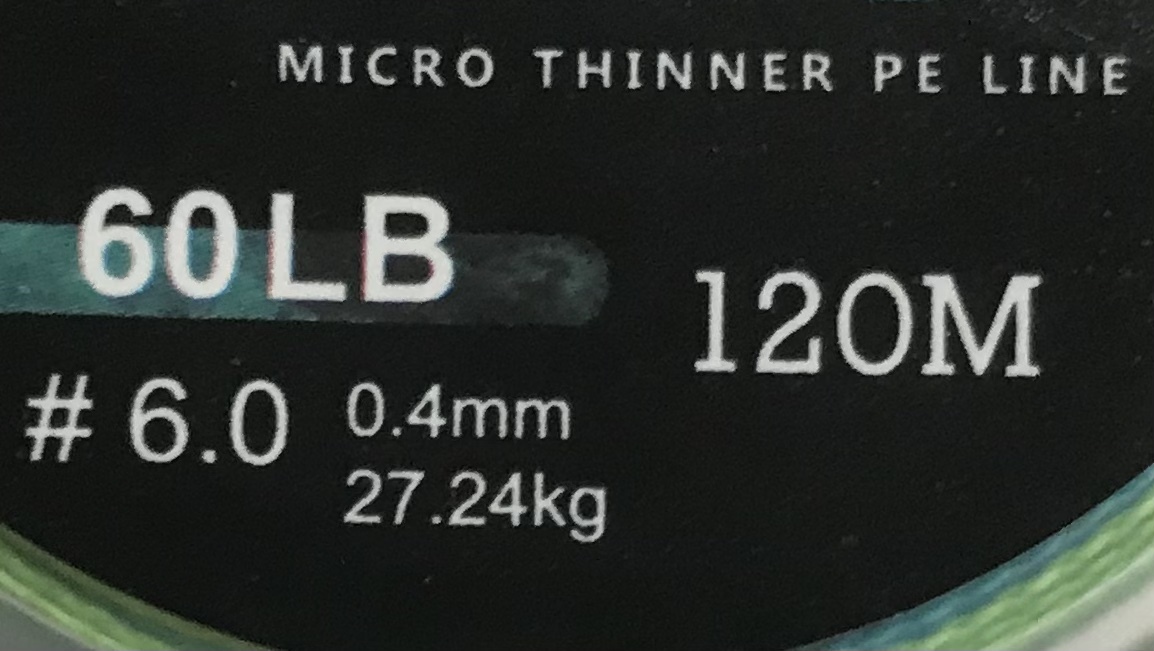 MICRO THINNER PE LINE
60LB
120M
# 6.0
0.4mm
27.24kg